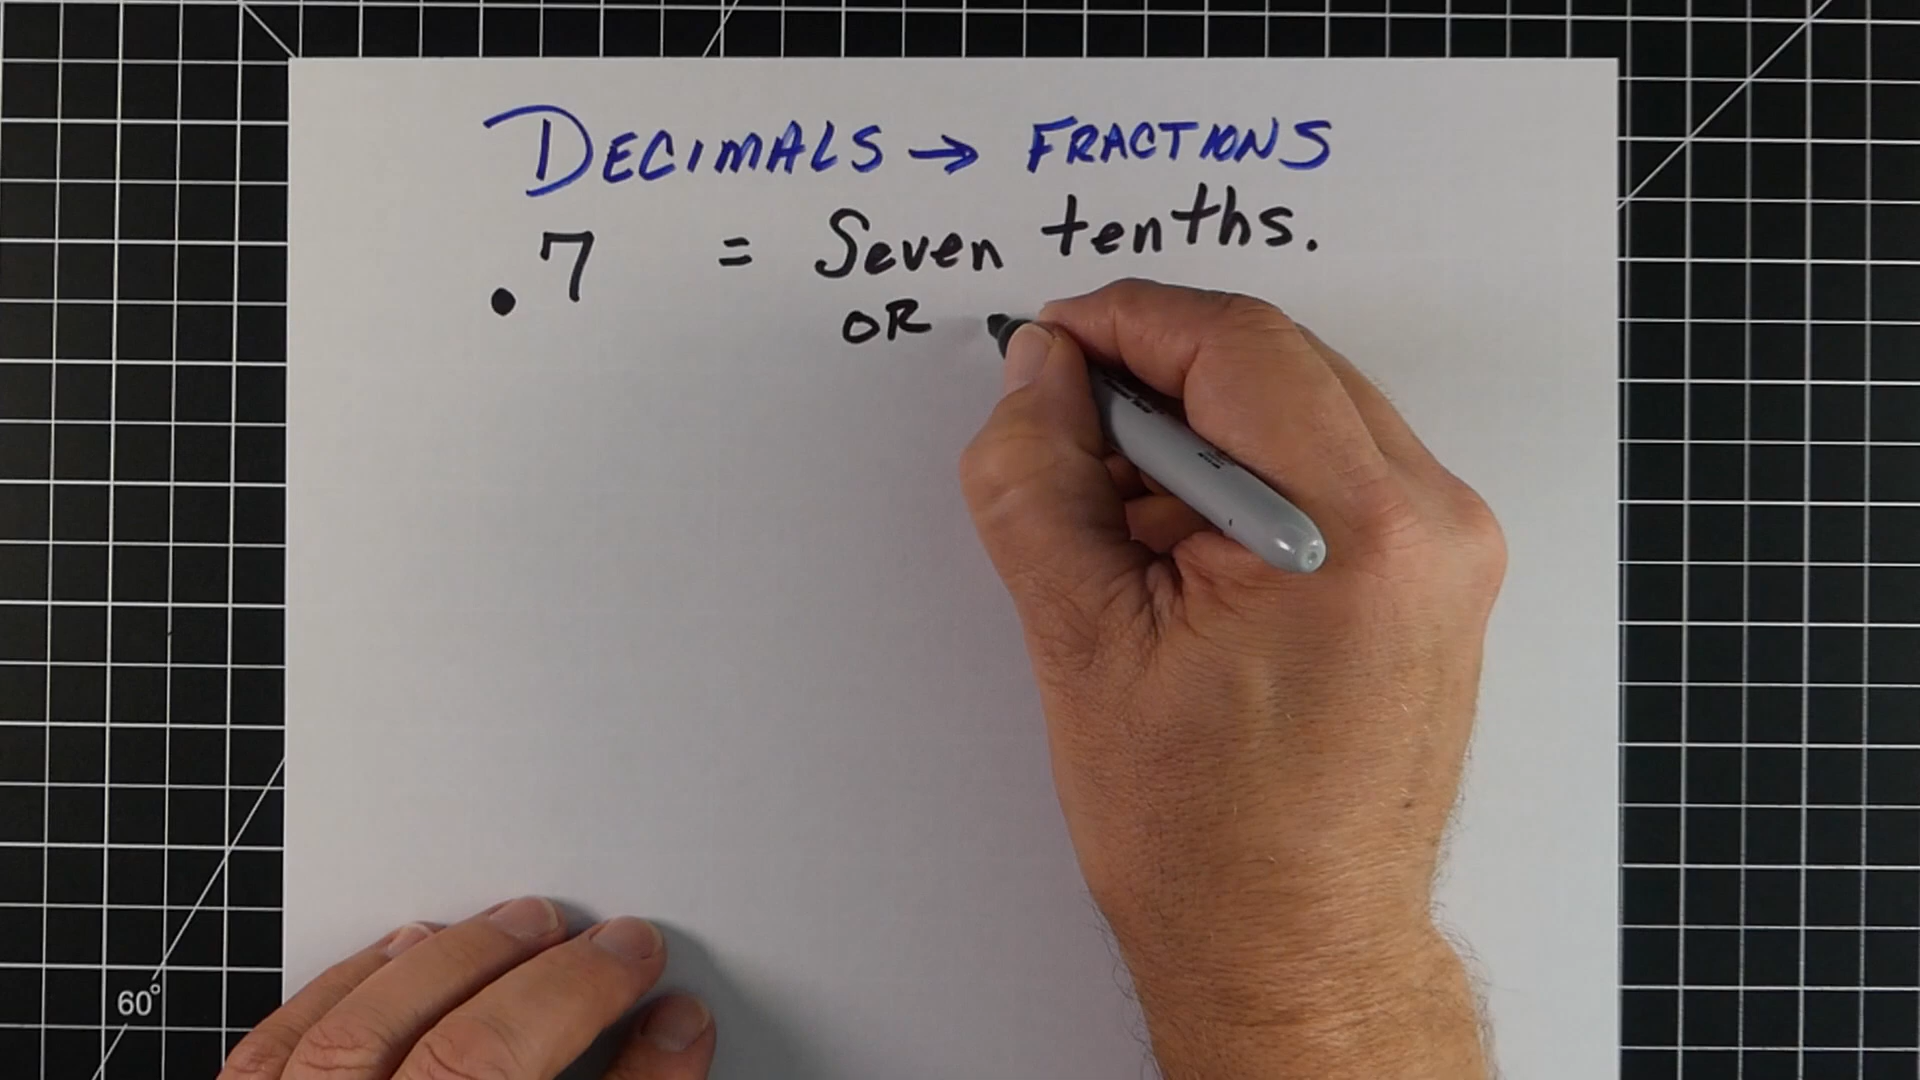 DECIMALS → FRACTIONS
.7 = Seven tenths.
OR
60°